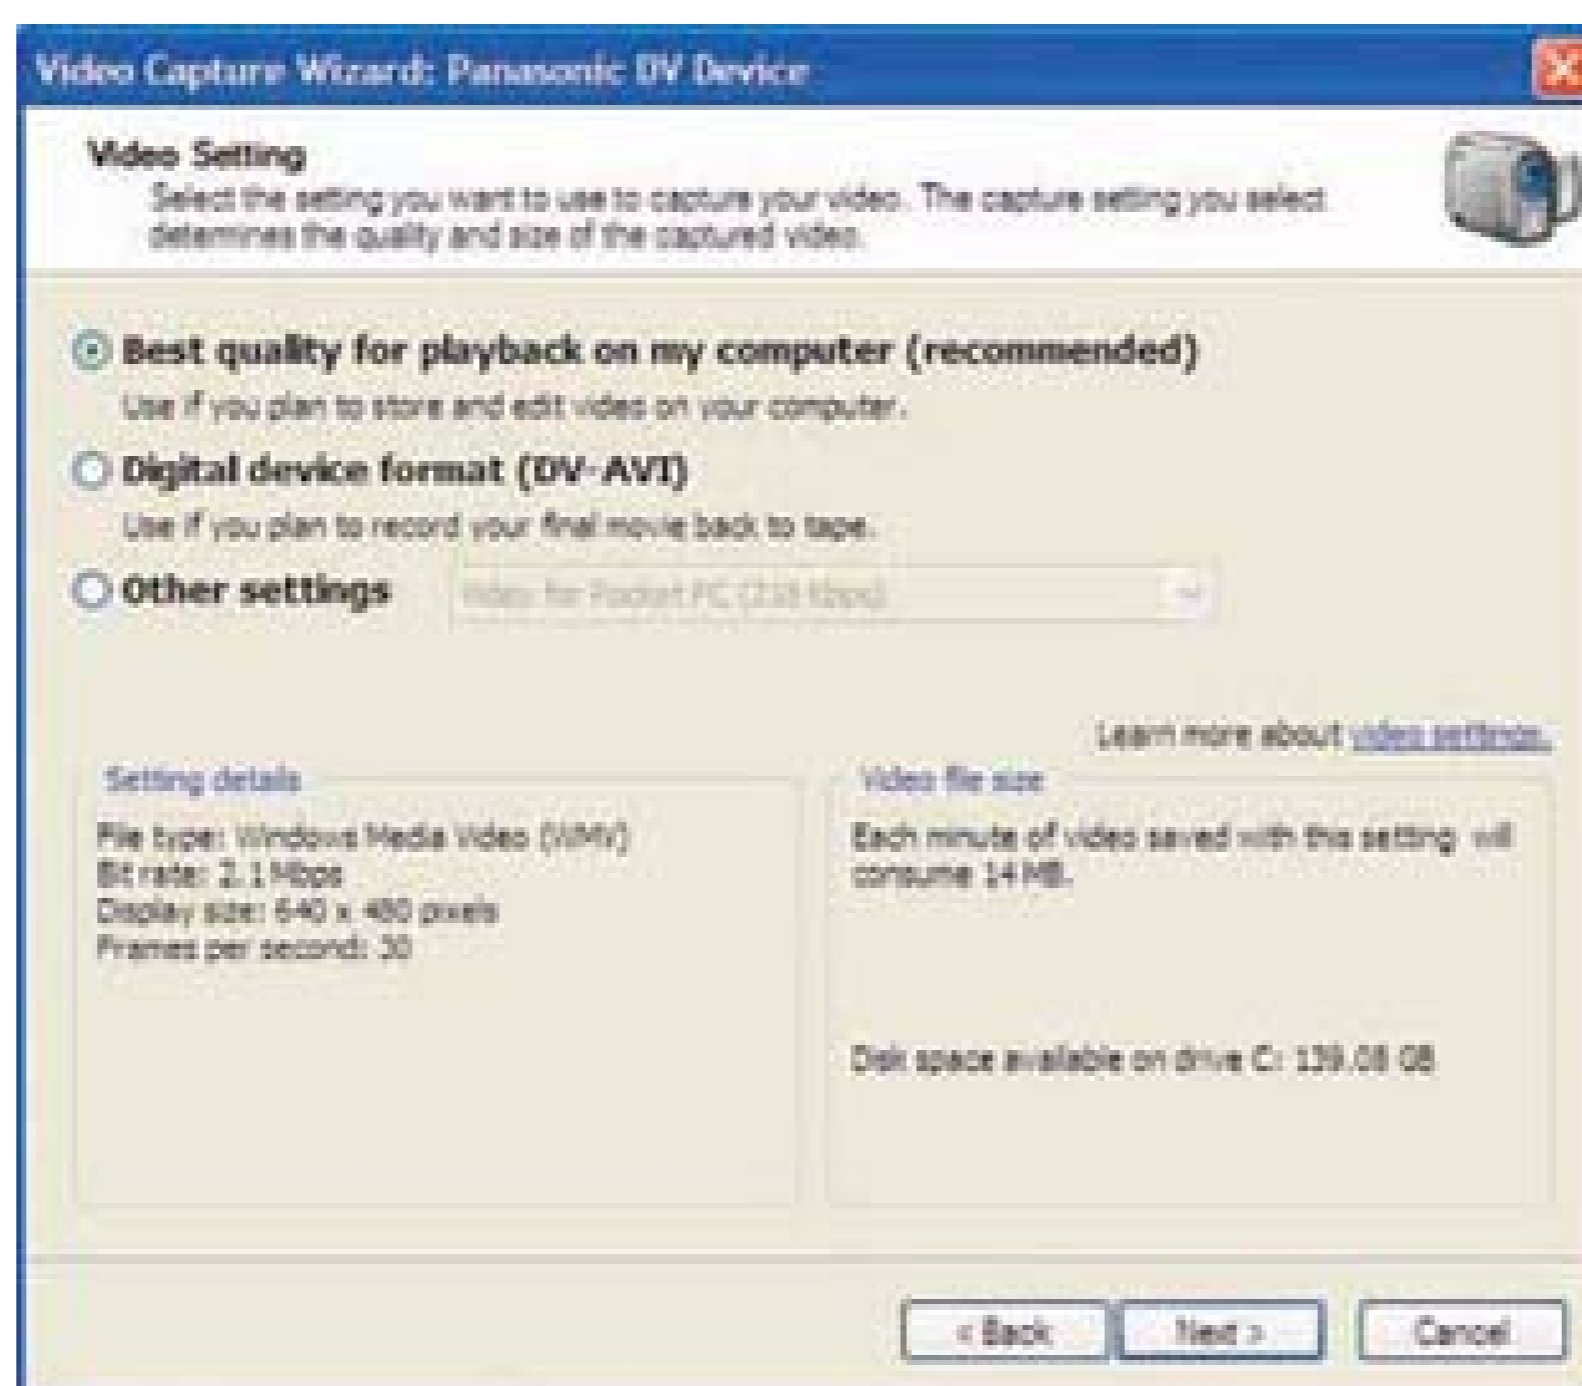 Video Capture Wizard: Panasonic DV Device
Video Setting
Select the setting you want to use to capture your video. The capture setting you select
determines the quality and size of the captured video.
Best quality for playback on my computer (recommended)
Use if you plan to store and edit video on your computer.
Digital device format (DV-AVI)
Use if you plan to record your final movie back to tape.
Other settings
Video for Pocket PC (218 Kbps)
Learn more about video settings.
Setting details
File type: Windows Media Video (WMV)
Bit rate: 2.1 Mbps
Display size: 640 x 480 pixels
Frames per second: 30
Video file size
Each minute of video saved with this setting will
consume 14 MB.
Disk space available on drive C: 139.08 GB
< Back
Next >
Cancel